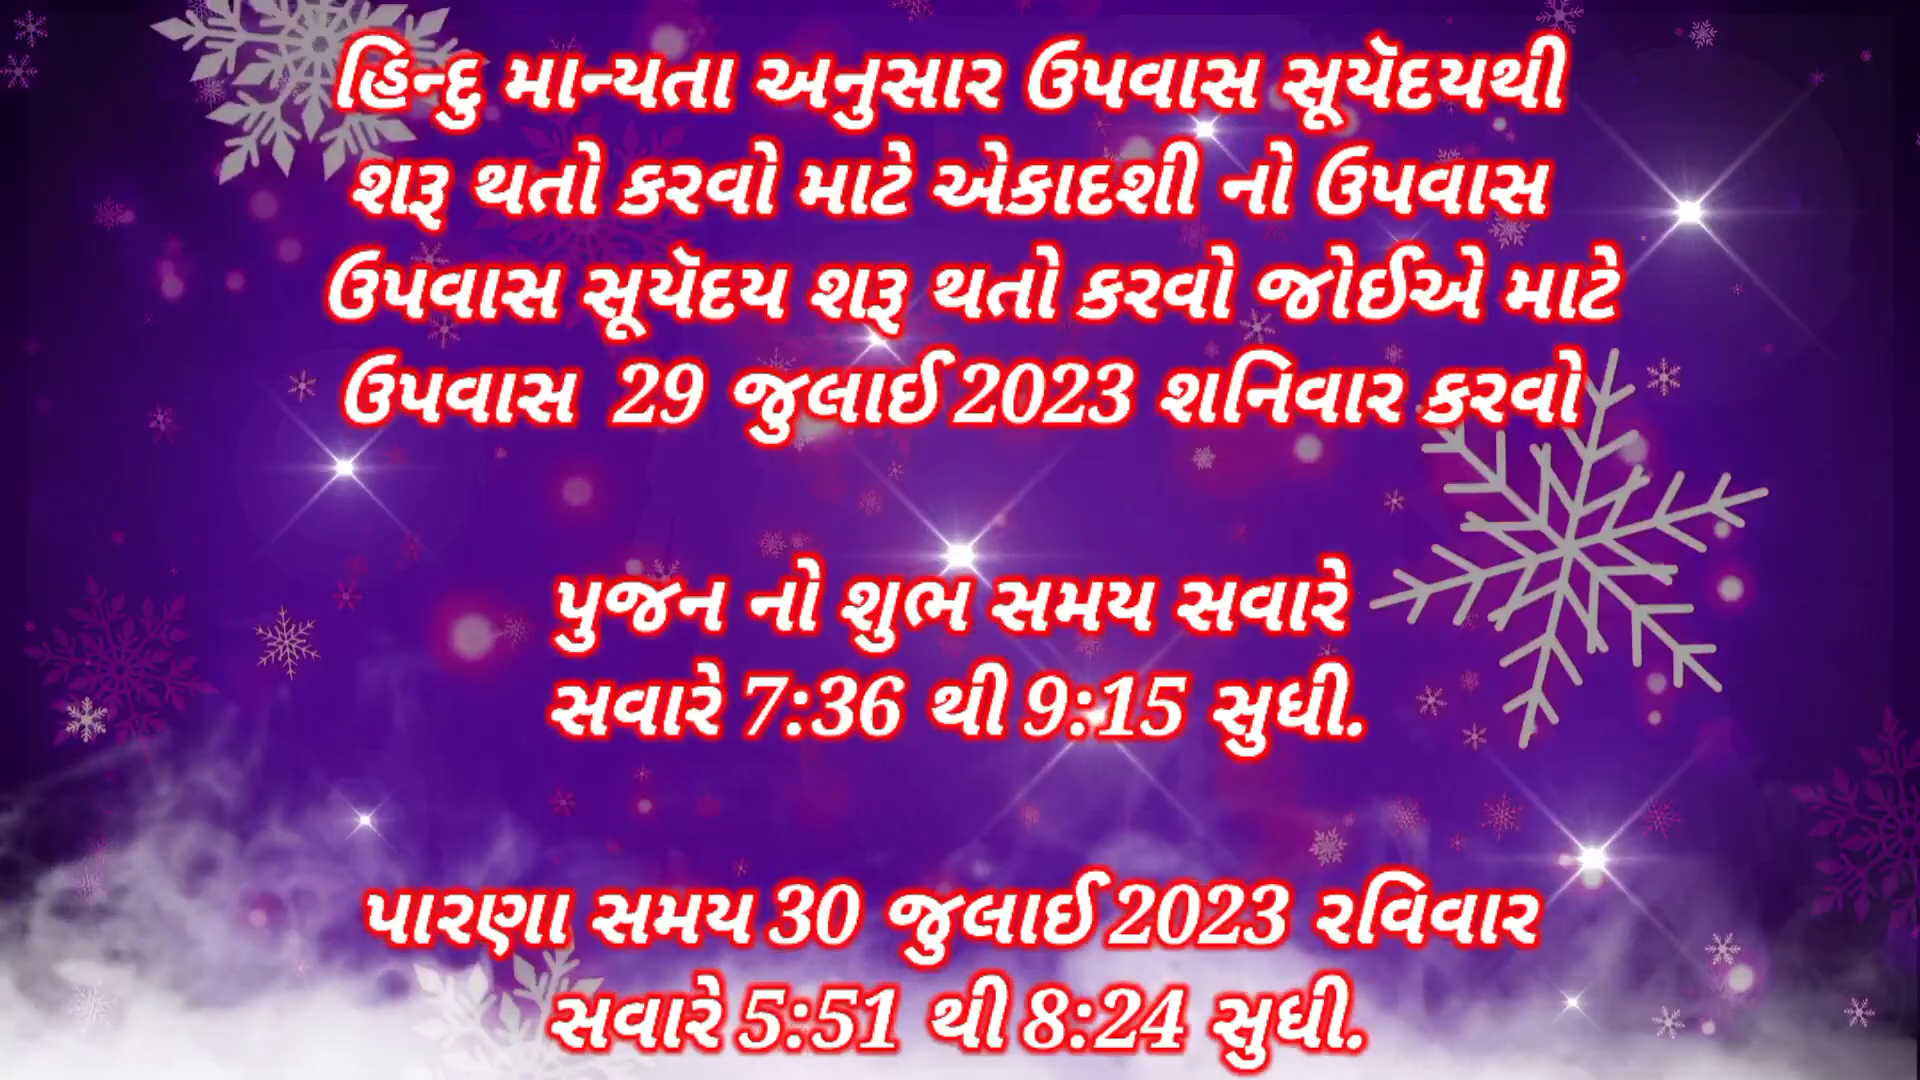 હિન્દુ માન્યતા અનુસાર ઉપવાસ સૂર્યોદયથી
શરૂ થતો કરવો માટે એકાદશી નો ઉપવાસ
ઉપવાસ સૂર્યોદય શરૂ થતો કરવો જોઈએ માટે
ઉપવાસ 29 જુલાઈ 2023 શનિવાર કરવો
પુજન નો શુભ સમય સવારે
સવારે 7:36 થી 9:15 સુધી.
પારણા સમય 30 જુલાઈ 2023 રવિવાર
સવારે 5:51 થી 8:24 સુધી.